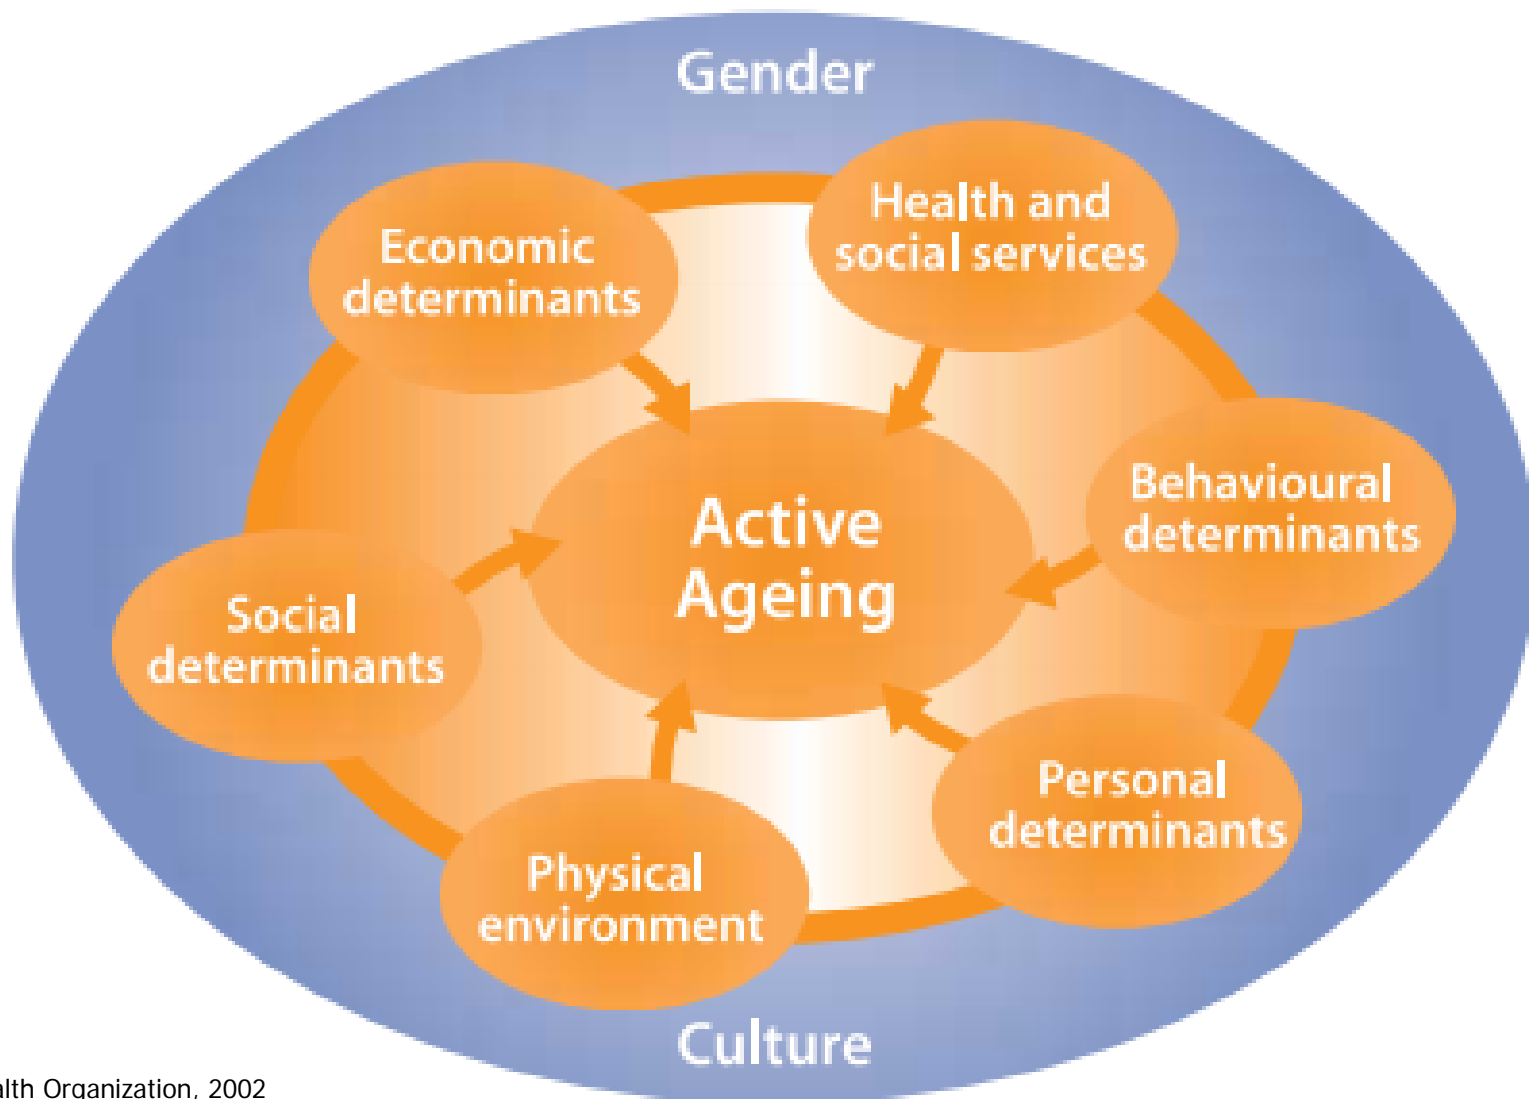 Gender
Health and
social services
Economic
determinants
Behavioural
determinants
Active
Ageing
Social
determinants
Personal
determinants
Physical
environment
Culture
Organization, 2002